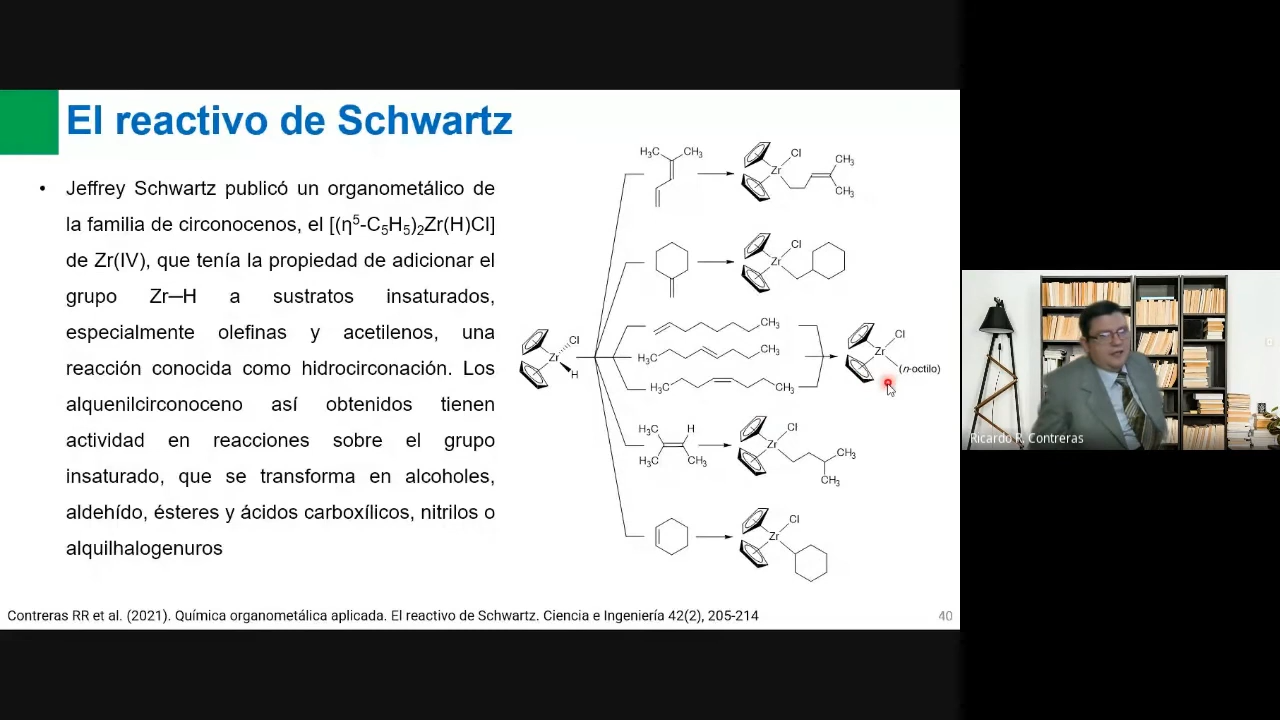 El reactivo de Schwartz
• Jeffrey Schwartz publicó un organometálico de
la familia de circonocenos, el [(η⁵-C₅H₅)₂Zr(H)Cl]
de Zr(IV), que tenía la propiedad de adicionar el
grupo Zr─H a sustratos insaturados,
especialmente olefinas y acetilenos, una
reacción conocida como hidrocirconación. Los
alquenilcirconoceno así obtenidos tienen
actividad en reacciones sobre el grupo
insaturado, que se transforma en alcoholes,
aldehído, ésteres y ácidos carboxílicos, nitrilos o
alquilhalogenuros
H₃C CH₃
Cl
Zr
CH₃
CH₃
Cl
Zr
CH₃
H₃C CH₃
H₃C CH₃
Cl
Zr
H
Cl
Zr
(n-octilo)
H₃C H
H₃C CH₃
Cl
Zr
CH₃
CH₃
Cl
Zr
Contreras RR et al. (2021). Química organometálica aplicada. El reactivo de Schwartz. Ciencia e Ingeniería 42(2), 205-214
40
Ricardo R. Contreras